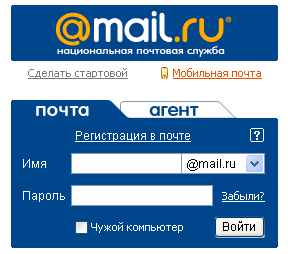 @mail.ru®
национальная почтовая служба
Сделать стартовой Мобильная почта
почта агент
Регистрация в почте ?
Имя @mail.ru
Пароль Забыли?
Чужой компьютер Войти